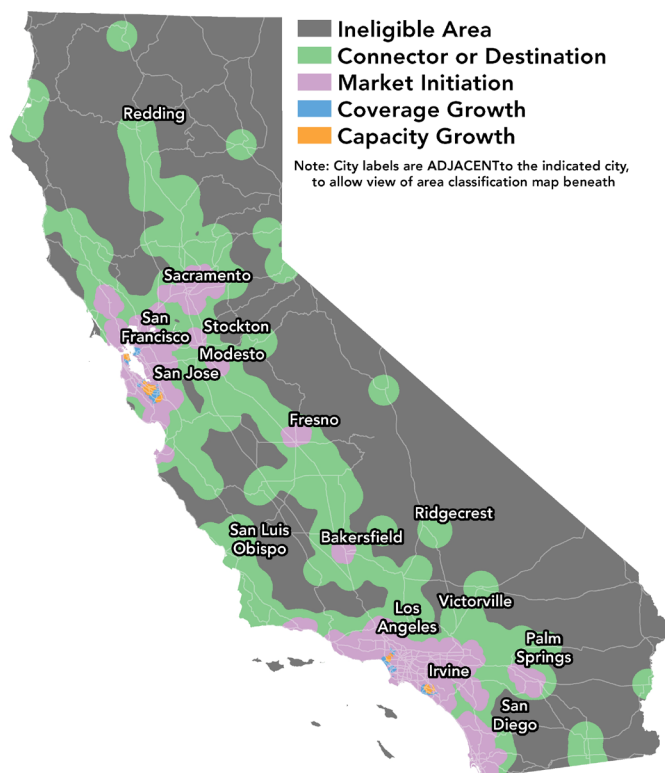 Ineligible Area
Connector or Destination
Market Initiation
Coverage Growth
Capacity Growth
Note: City labels are ADJACENTto the indicated city,
to allow view of area classification map beneath
Redding
Sacramento
San
Francisco
Stockton
Modesto
San Jose
Fresno
Ridgecrest
San Luis
Obispo
Bakersfield
Victorville
Los
Angeles
Palm
Springs
Irvine
San
Diego